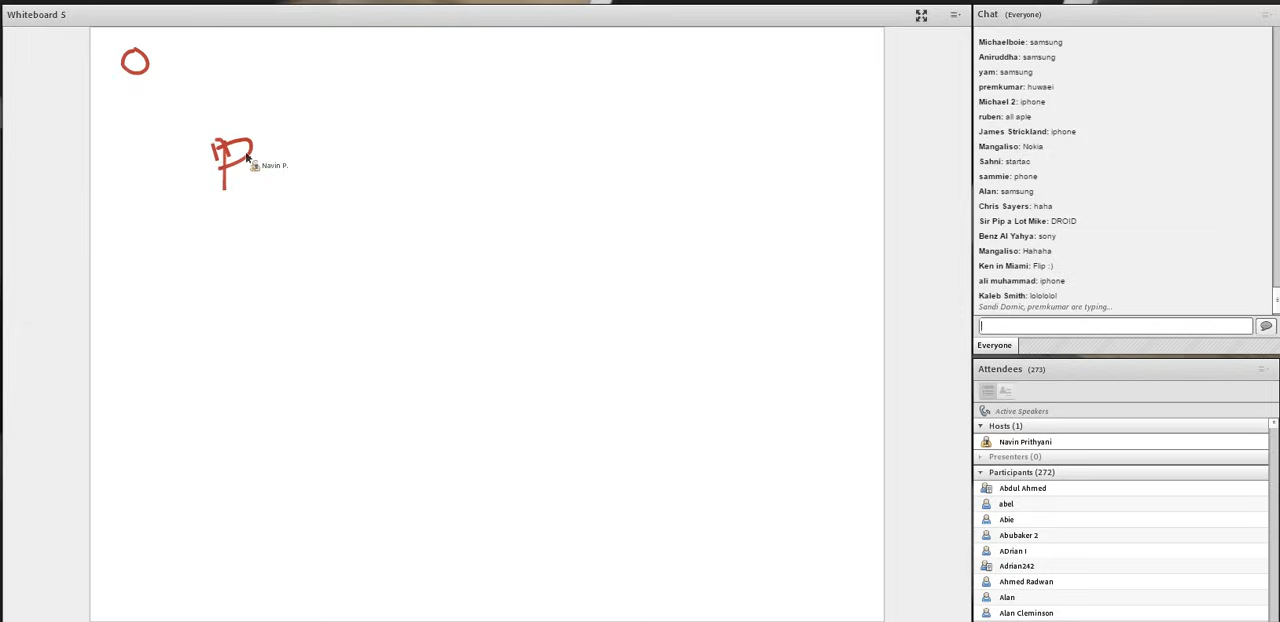 Whiteboard 5
O
P
Navin P.
Chat (Everyone)
Michaelboie: samsung
Aniruddha: samsung
yam: samsung
premkumar: huwaei
Michael 2: iphone
ruben: all aple
James Strickland: iphone
Mangaliso: Nokia
Sahni: startac
sammie: phone
Alan: samsung
Chris Sayers: haha
Sir Pip a Lot Mike: DROID
Benz Al Yahya: sony
Mangaliso: Hahaha
Ken in Miami: Flip :)
ali muhammad: iphone
Kaleb Smith: lolololol
Sandi Domic, premkumar are typing...
Everyone
Attendees (273)
Active Speakers
Hosts (1)
Navin Prithyani
Presenters (0)
Participants (272)
Abdul Ahmed
abel
Abie
Abubaker 2
ADrian I
Adrian242
Ahmed Radwan
Alan
Alan Cleminson